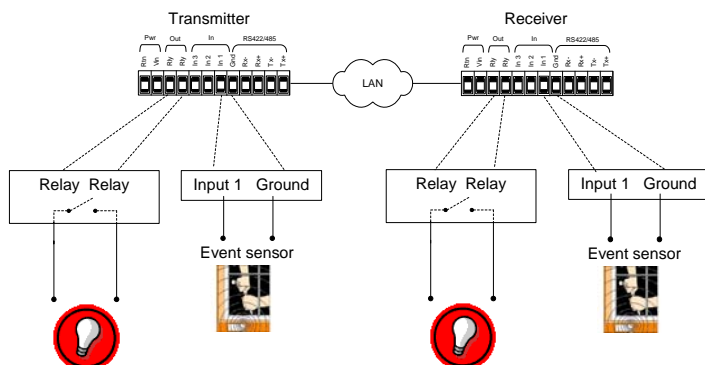 Transmitter
Receiver
Pwr Out In RS422/485
Pwr Out In RS422/485
Rtn Vin Rly Rly In 3 In 2 In 1 Gnd Rx- Rx+ Tx- Tx+
Rtn Vin Rly Rly In 3 In 2 In 1 Gnd Rx- Rx+ Tx- Tx+
LAN
Relay Relay
Input 1 Ground
Relay Relay
Input 1 Ground
Event sensor
Event sensor